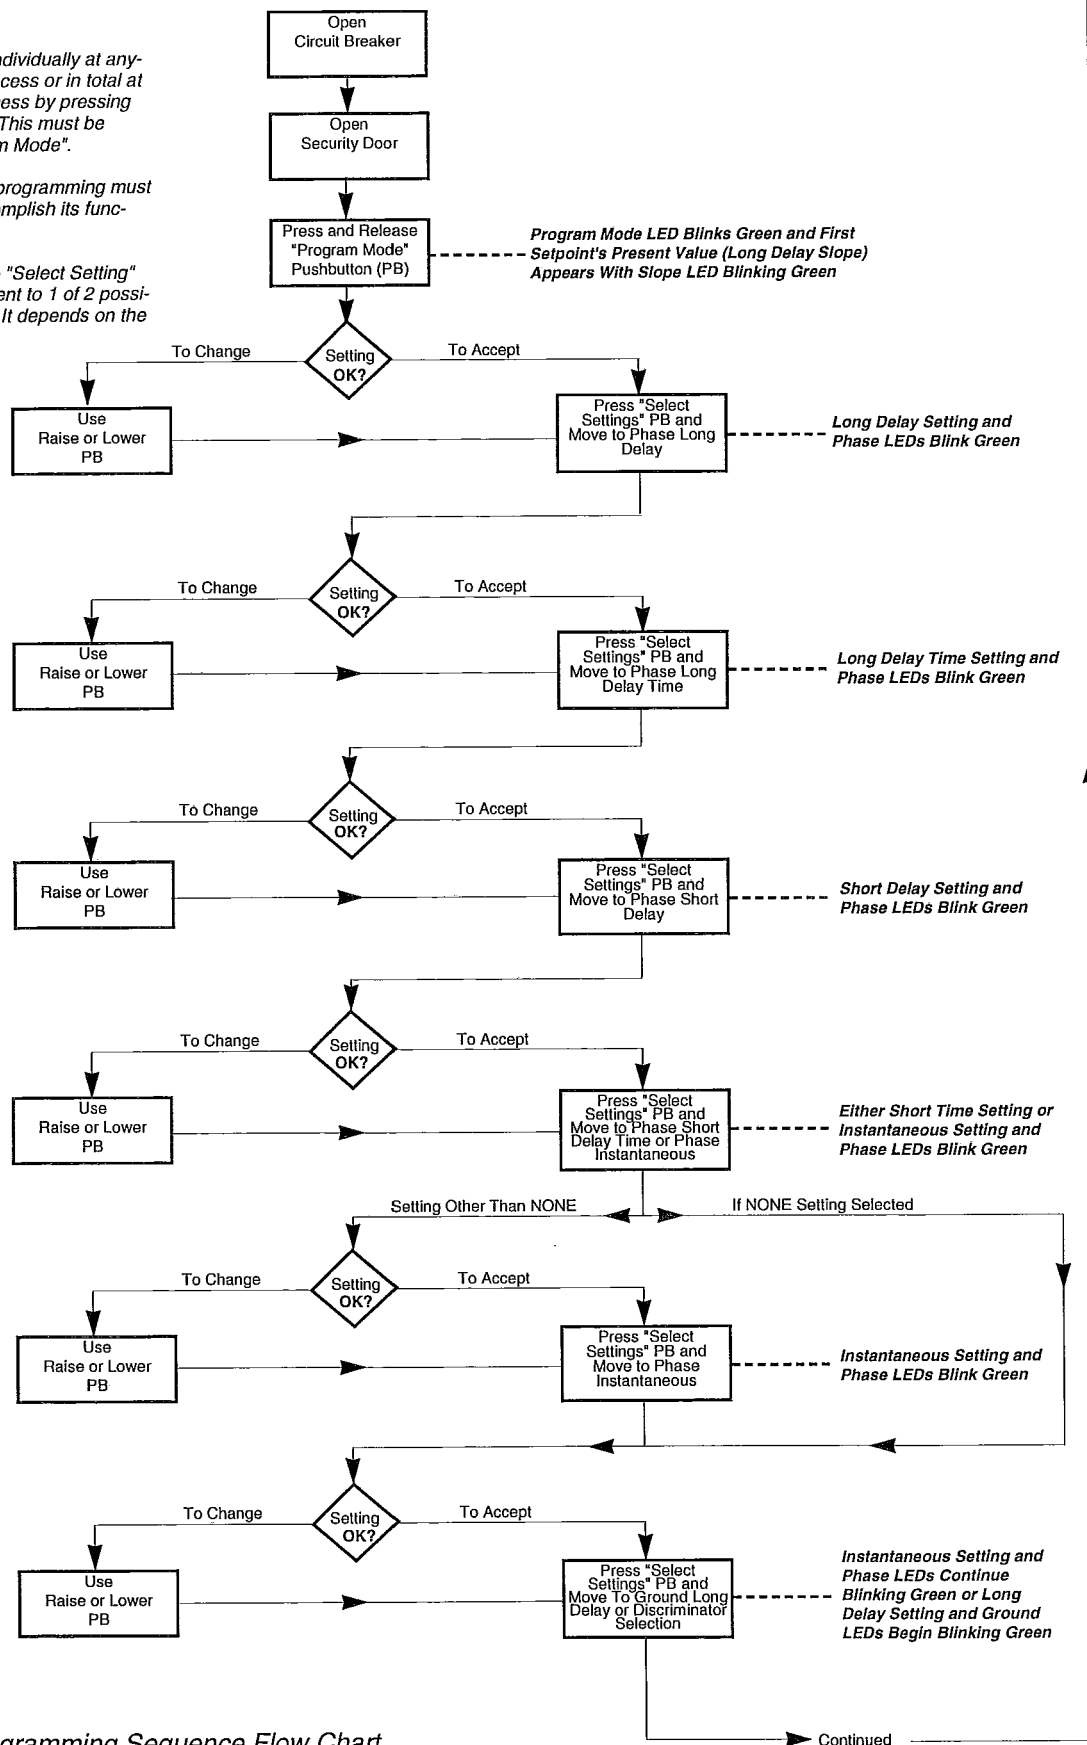 Open
Circuit Breaker
ndividually at any-
cess or in total at
ess by pressing
This must be
m Mode".
Open
Security Door
programming must
omplish its func-
Press and Release
"Program Mode"
Pushbutton (PB)
Program Mode LED Blinks Green and First
Setpoint's Present Value (Long Delay Slope)
Appears With Slope LED Blinking Green
"Select Setting"
ent to 1 of 2 possi-
It depends on the
To Change
Setting
OK?
To Accept
Use
Raise or Lower
PB
Press "Select
Settings" PB and
Move to Phase Long
Delay
Long Delay Setting and
Phase LEDs Blink Green
To Change
Setting
OK?
To Accept
Use
Raise or Lower
PB
Press "Select
Settings" PB and
Move to Phase Long
Delay Time
Long Delay Time Setting and
Phase LEDs Blink Green
To Change
Setting
OK?
To Accept
Use
Raise or Lower
PB
Press "Select
Settings" PB and
Move to Phase Short
Delay
Short Delay Setting and
Phase LEDs Blink Green
To Change
Setting
OK?
To Accept
Use
Raise or Lower
PB
Press "Select
Settings" PB and
Move to Phase Short
Delay Time or Phase
Instantaneous
Either Short Time Setting or
Instantaneous Setting and
Phase LEDs Blink Green
Setting Other Than NONE
If NONE Setting Selected
To Change
Setting
OK?
To Accept
Use
Raise or Lower
PB
Press "Select
Settings" PB and
Move to Phase
Instantaneous
Instantaneous Setting and
Phase LEDs Blink Green
To Change
Setting
OK?
To Accept
Use
Raise or Lower
PB
Press "Select
Settings" PB and
Move To Ground Long
Delay or Discriminator
Selection
Instantaneous Setting and
Phase LEDs Continue
Blinking Green or Long
Delay Setting and Ground
LEDs Begin Blinking Green
gramming Sequence Flow Chart
Continued